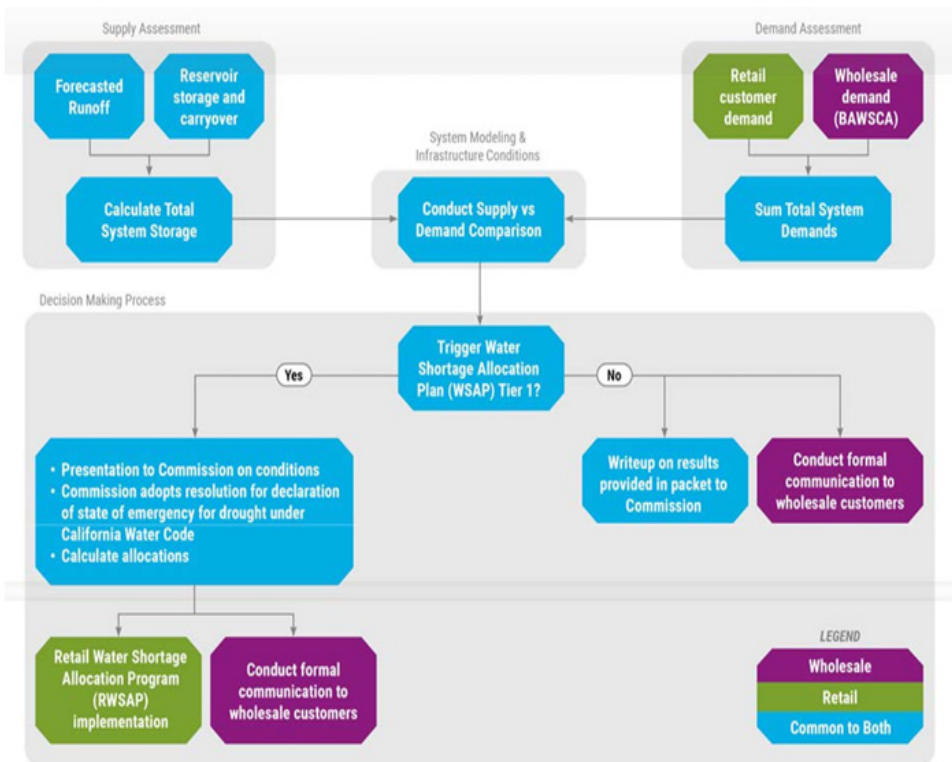 Supply Assessment
Forecasted
Runoff
Reservoir
storage and
carryover
Calculate Total
System Storage
System Modeling &
Infrastructure Conditions
Conduct Supply vs
Demand Comparison
Demand Assessment
Retail
customer
demand
Wholesale
demand
(BAWSCA)
Sum Total System
Demands
Decision Making Process
Trigger Water
Shortage Allocation
Plan (WSAP) Tier 1?
Yes
No
• Presentation to Commission on conditions
• Commission adopts resolution for declaration
of state of emergency for drought under
California Water Code
• Calculate allocations
Writeup on results
provided in packet to
Commission
Conduct formal
communication to
wholesale customers
Retail Water Shortage
Allocation Program
(RWSAP)
implementation
Conduct formal
communication to
wholesale customers
LEGEND
Wholesale
Retail
Common to Both